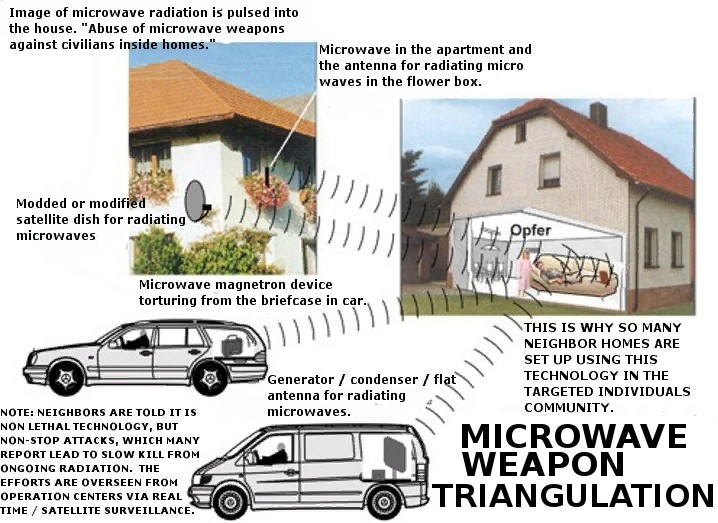 Image of microwave radiation is pulsed into
the house. "Abuse of microwave weapons
against civilians inside homes."
Microwave in the apartment and
the antenna for radiating micro
waves in the flower box.
Modded or modified
satellite dish for radiating
microwaves
Opfer
Microwave magnetron device
torturing from the briefcase in car.
THIS IS WHY SO MANY
NEIGHBOR HOMES ARE
SET UP USING THIS
TECHNOLOGY IN THE
TARGETED INDIVIDUALS
COMMUNITY.
Generator / condenser / flat
antenna for radiating
microwaves.
NOTE: NEIGHBORS ARE TOLD IT IS
NON LETHAL TECHNOLOGY, BUT
NON-STOP ATTACKS, WHICH MANY
REPORT LEAD TO SLOW KILL FROM
ONGOING RADIATION. THE
EFFORTS ARE OVERSEEN FROM
OPERATION CENTERS VIA REAL
TIME / SATELLITE SURVEILLANCE.
MICROWAVE
WEAPON
TRIANGULATION